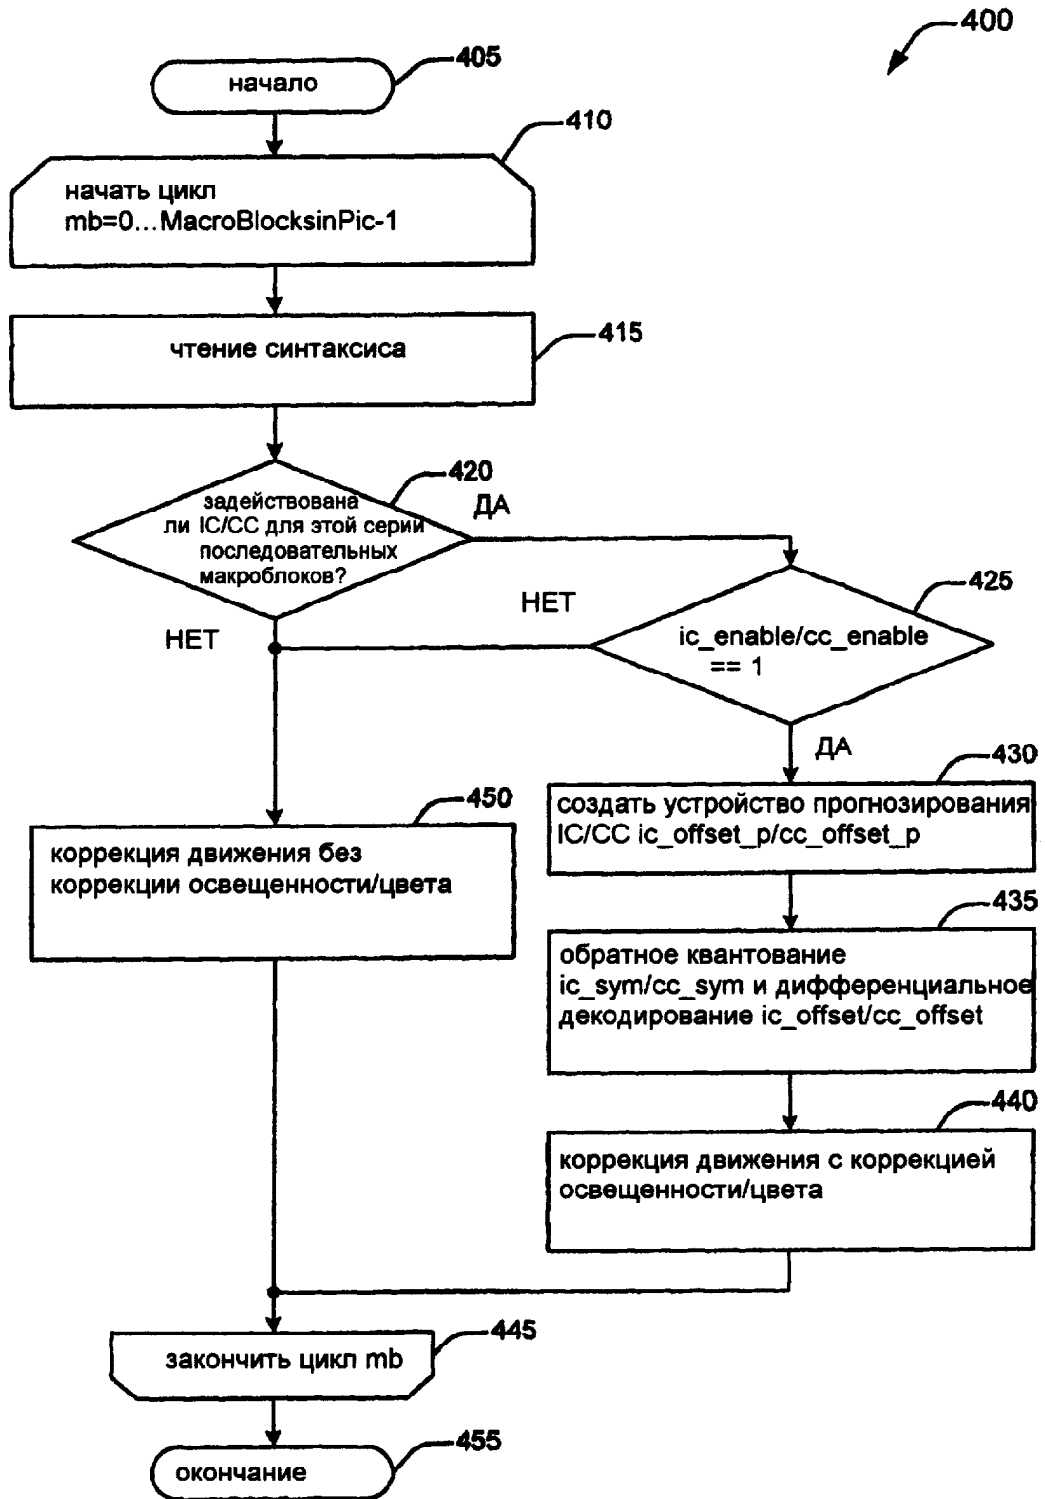 400
405
начало
410
начать цикл
mb=0...MacroBlocksinPic-1
415
чтение синтаксиса
420
задействована
ли IC/CC для этой серии
последовательных
макроблоков?
ДА
НЕТ
425
НЕТ
ic_enable/cc_enable
== 1
ДА
430
создать устройство прогнозирования
IC/CC ic_offset_p/cc_offset_p
450
коррекция движения без
коррекции освещенности/цвета
435
обратное квантование
ic_sym/cc_sym и дифференциальное
декодирование ic_offset/cc_offset
440
коррекция движения с коррекцией
освещенности/цвета
445
закончить цикл mb
455
окончание